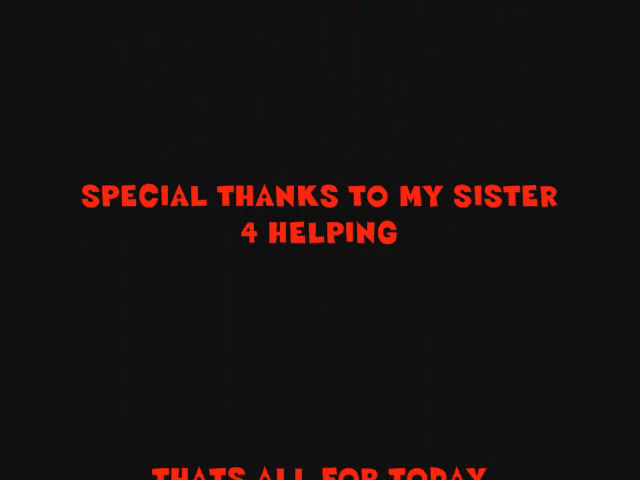 SPECIAL THANKS TO MY SISTER
4 HELPING
THATS ALL FOR TODAY